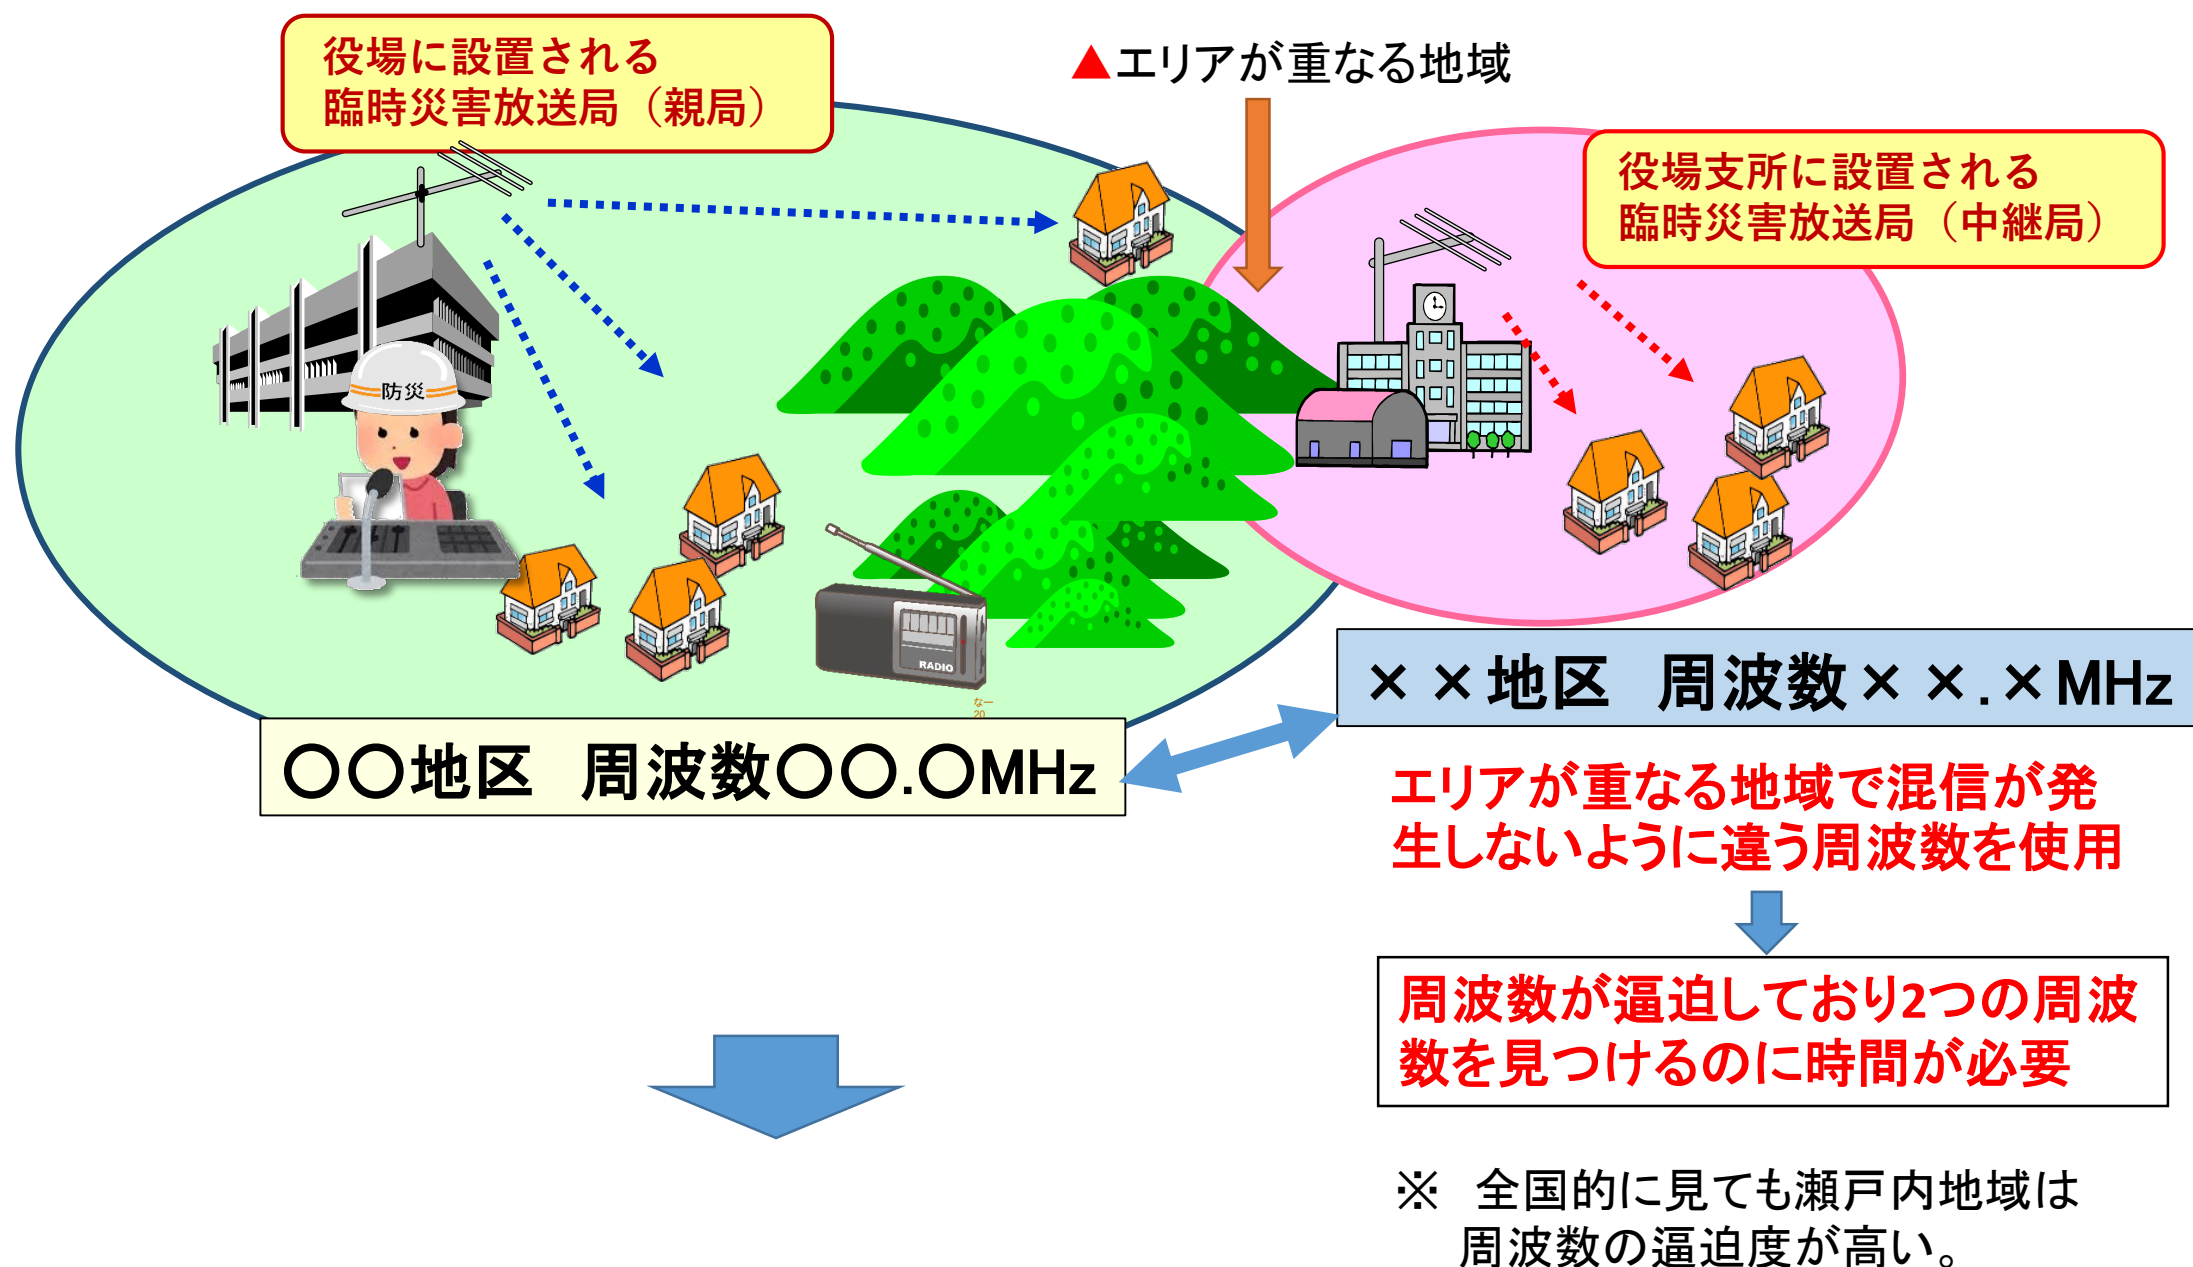 役場に設置される
臨時災害放送局（親局）
▲エリアが重なる地域
役場支所に設置される
臨時災害放送局（中継局）
防災
RADIO
なー
20
××地区　周波数××.×MHz
〇〇地区　周波数〇〇.〇MHz
エリアが重なる地域で混信が発
生しないように違う周波数を使用
周波数が逼迫しており2つの周波
数を見つけるのに時間が必要
※　全国的に見ても瀬戸内地域は
周波数の逼迫度が高い。